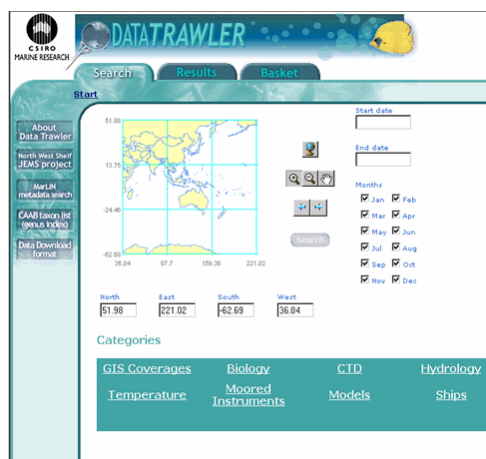 CSIRO
MARINE RESEARCH
DATATRAWLER
Search
Results
Basket
Start
About
Data Trawler
North West Shelf
JEMS project
MarLIN
metadata search
CAAB taxon list
(genus index)
Data Download
format
51.98
13.76
-24.46
-62.68
36.04 97.7 159.36 221.02
Search
Start date
End date
Months
Jan Feb
Mar Apr
May Jun
Jul Aug
Sep Oct
Nov Dec
North East South West
51.98 221.02 -62.69 36.04
Categories
GIS Coverages Biology CTD Hydrology
Temperature Moored Instruments Models Ships